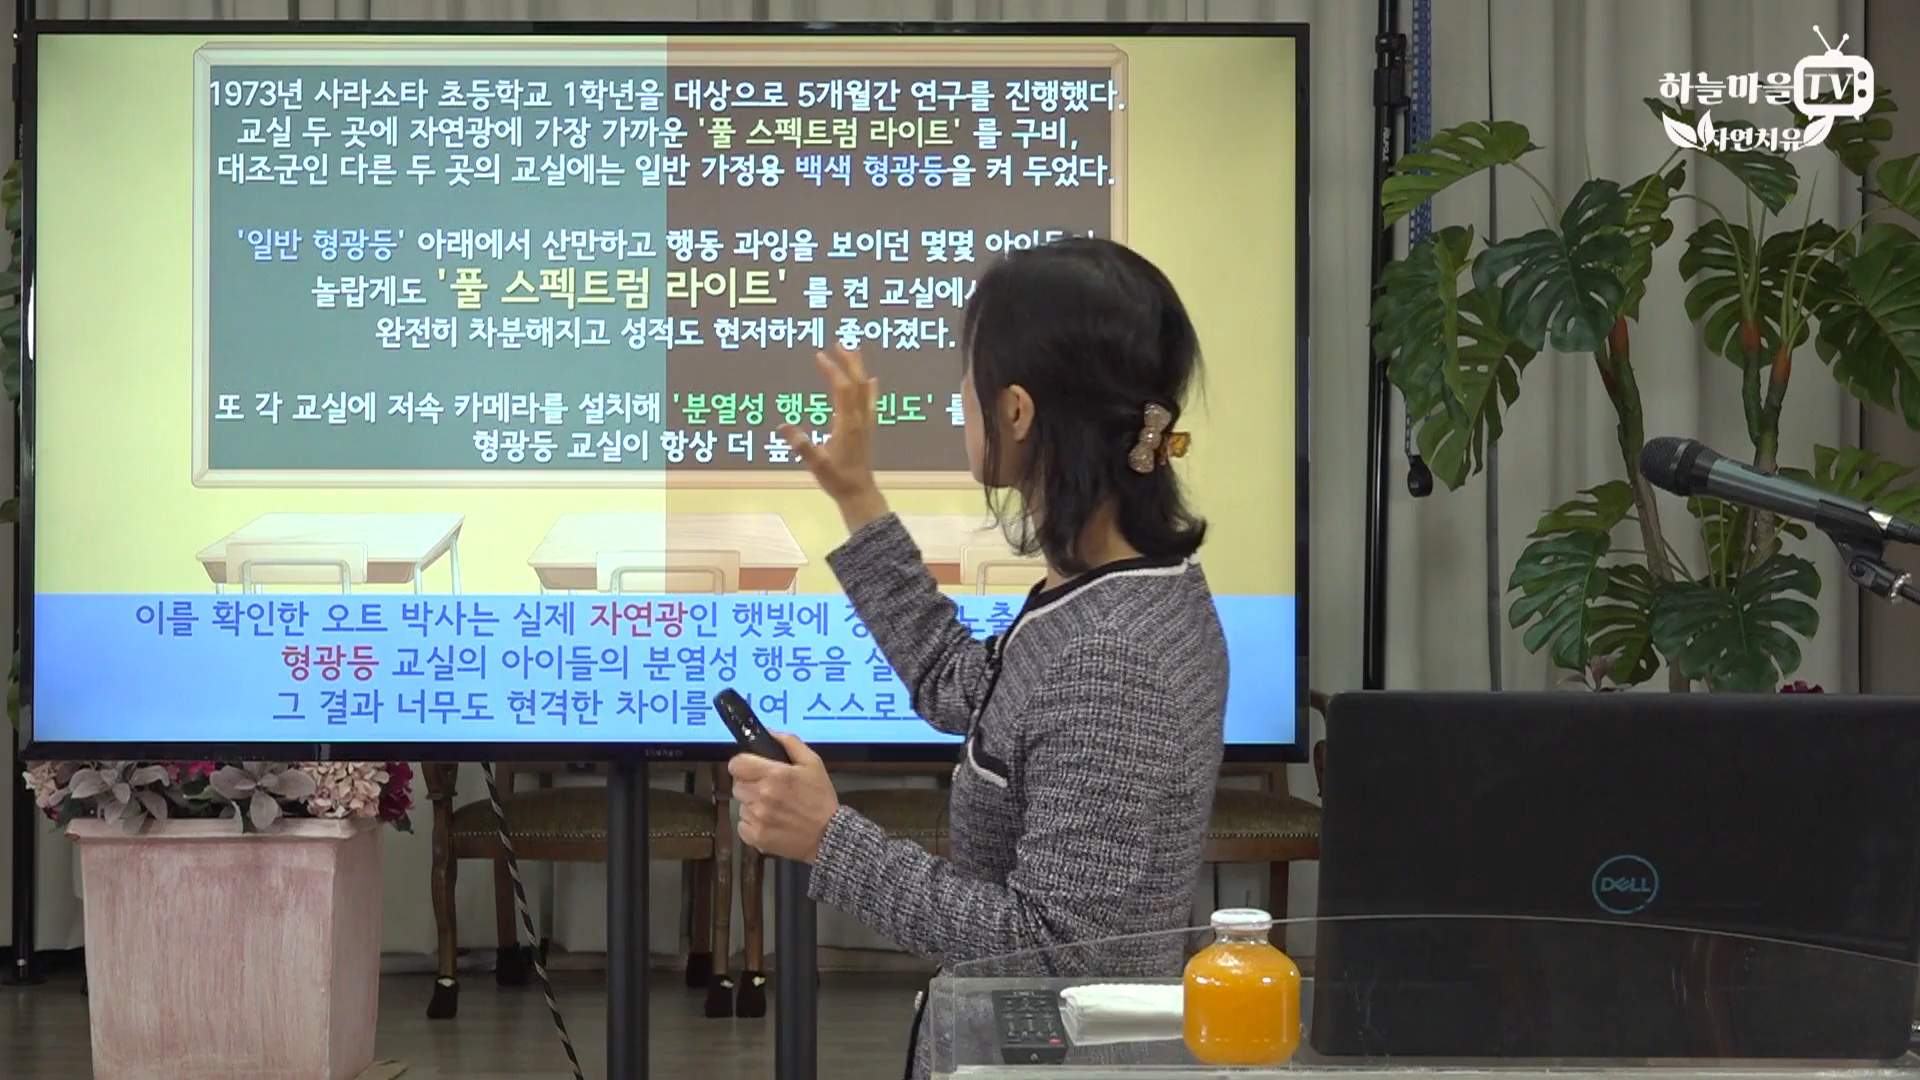 1973년 사라소타 초등학교 1학년을 대상으로 5개월간 연구를 진행했다.
교실 두 곳에 자연광에 가장 가까운 '풀 스펙트럼 라이트' 를 구비,
대조군인 다른 두 곳의 교실에는 일반 가정용 백색 형광등을 켜 두었다.
'일반 형광등' 아래에서 산만하고 행동 과잉을 보이던 몇몇
놀랍게도 '풀 스펙트럼 라이트' 를 켠
완전히 차분해지고 성적도 현저하게 좋아졌다.
또 각 교실에 저속 카메라를 설치해 '분열성 행동 빈도'
형광등 교실이 항상 더
이를 확인한 오트 박사는 실제 자연광인 햇빛에
형광등 교실의 아이들의 분열성 행동을
그 결과 너무도 현격한 차이를
하늘마을 TV
자연치유
DELL